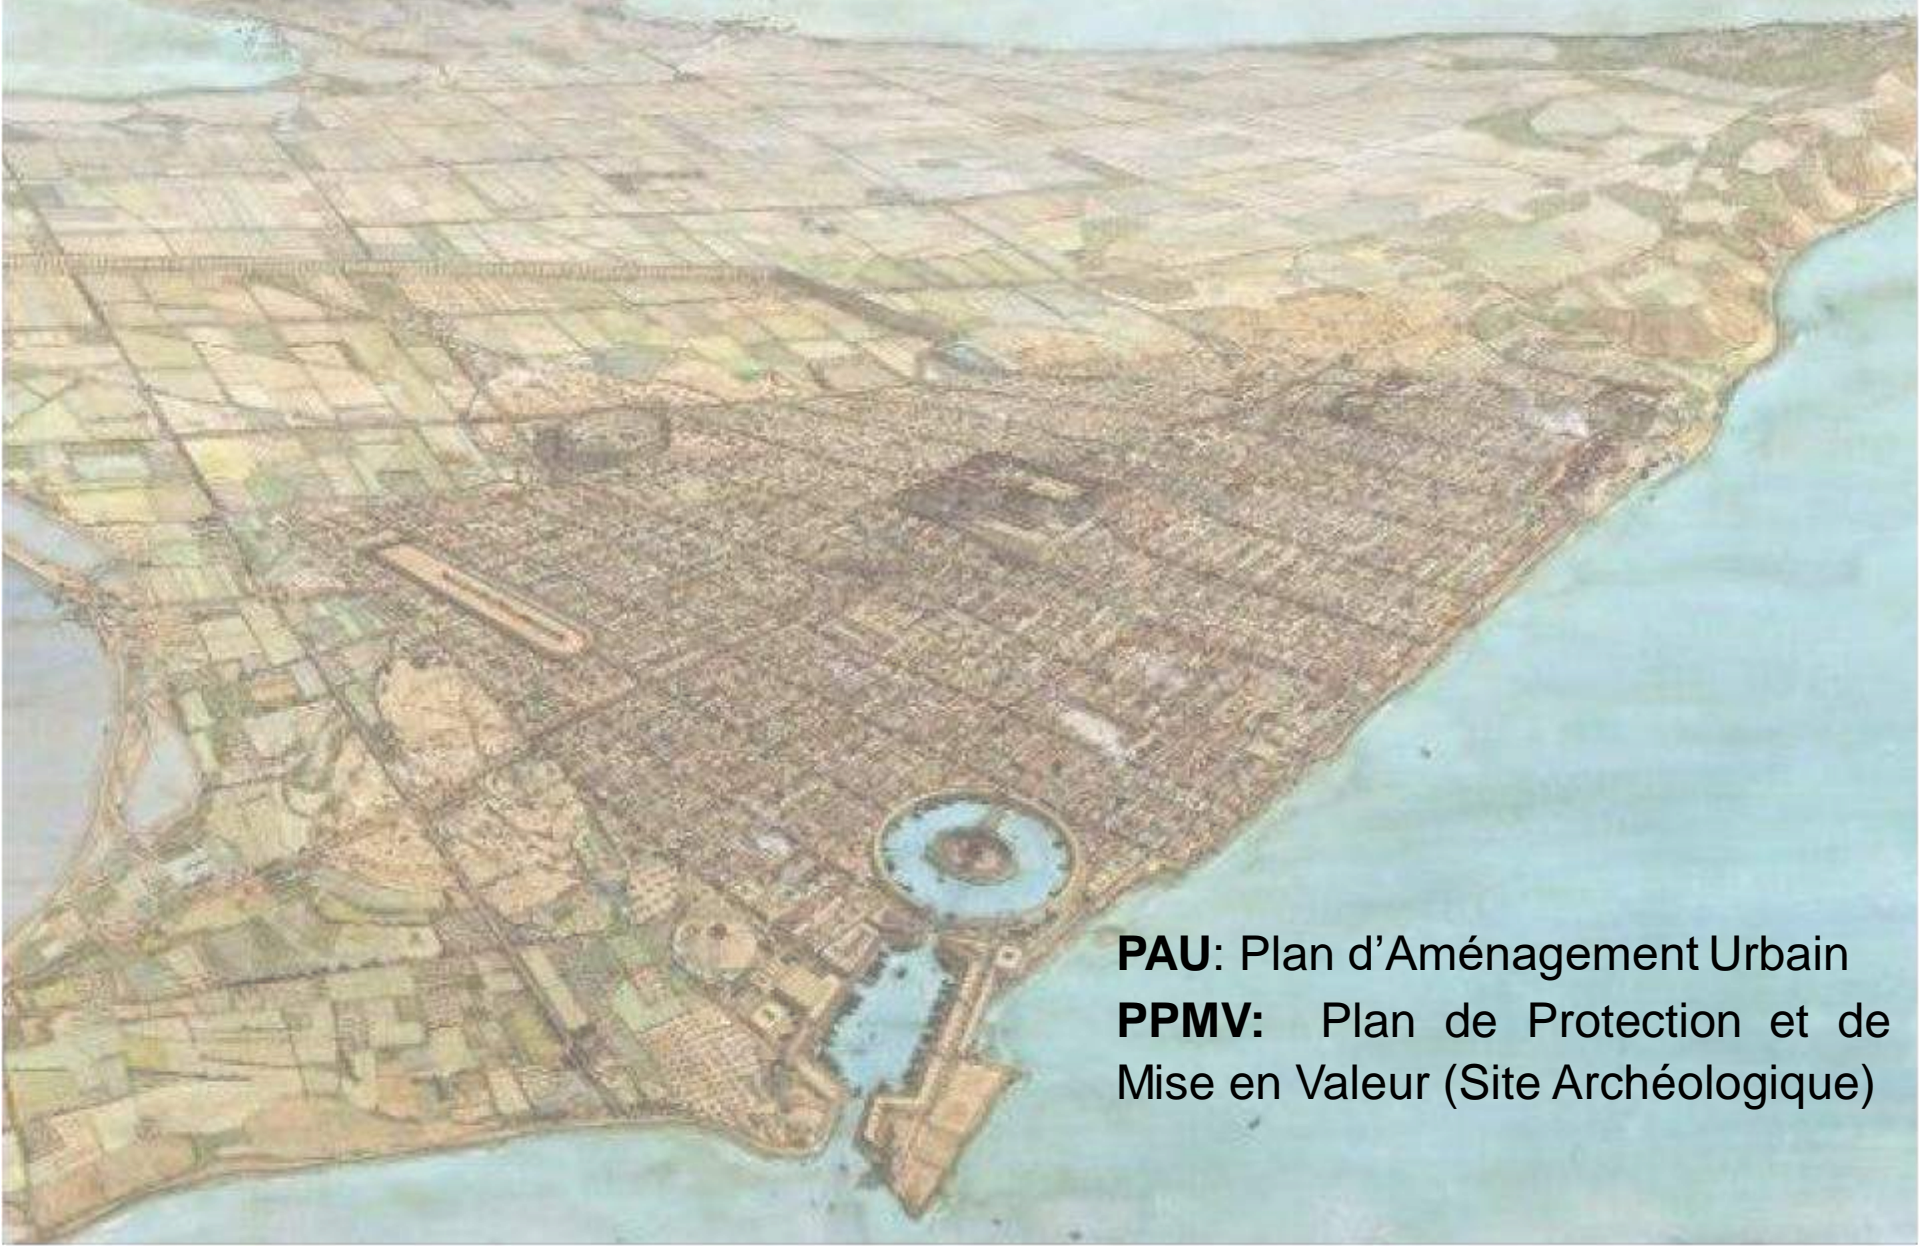 PAU: Plan d’Aménagement Urbain
PPMV: Plan de Protection et de
Mise en Valeur (Site Archéologique)